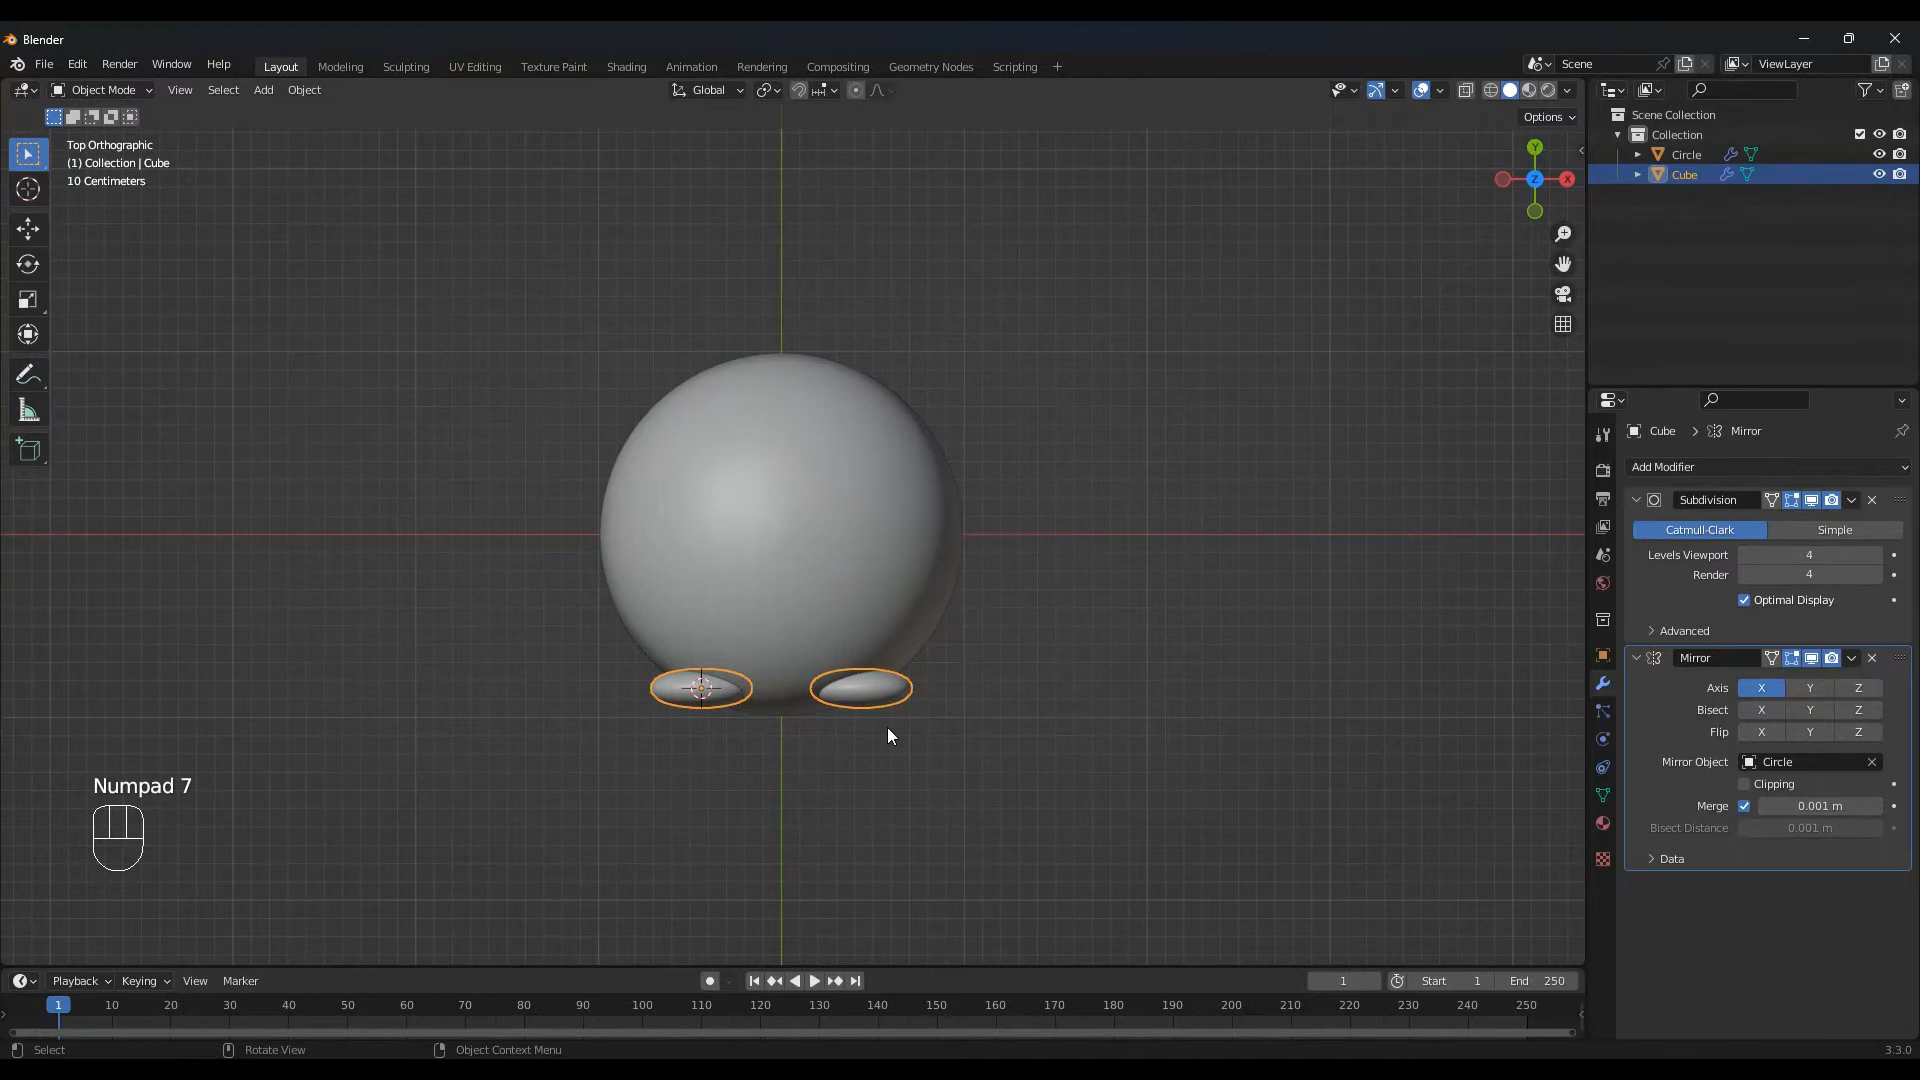 Blender
File Edit Render Window Help
Layout Modeling Sculpting UV Editing Texture Paint Shading Animation Rendering Compositing Geometry Nodes Scripting +
Scene
ViewLayer
Object Mode View Select Add Object
Global
Options
Top Orthographic
(1) Collection | Cube
10 Centimeters
Y
Z
X
Scene Collection
Collection
Circle
Cube
Cube > Mirror
Add Modifier
Subdivision
Catmull-Clark Simple
Levels Viewport 4
Render 4
Optimal Display
Advanced
Mirror
Axis X Y Z
Bisect X Y Z
Flip X Y Z
Mirror Object Circle
Clipping
Merge 0.001 m
Bisect Distance 0.001 m
Data
Numpad 7
Playback Keying View Marker
1
Start 1 End 250
1 10 20 30 40 50 60 70 80 90 100 110 120 130 140 150 160 170 180 190 200 210 220 230 240 250
Select Rotate View Object Context Menu
3.3.0